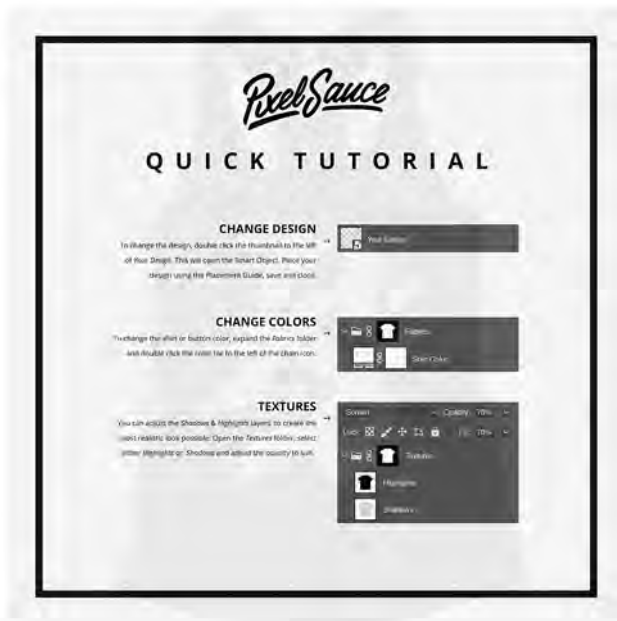 PixelSauce
QUICK TUTORIAL
CHANGE DESIGN
To change the design, double click the thumbnail to the left
of Your Design. This will open the Smart Object. Place your
design using the Placement Guide, save and close.
→
Your Design
CHANGE COLORS
To change the shirt or button color, expand the Fabrics folder
and double click the color tile to the left of the chain icon.
→
Fabrics
Shirt Color
TEXTURES
You can adjust the Shadows & Highlights layers, to create the
most realistic look possible. Open the Textures folder, select
either Highlights or Shadows and adjust the opacity to suit.
→
Screen Opacity: 70%
Lock: Fill: 70%
Textures
Highlights
Shadows